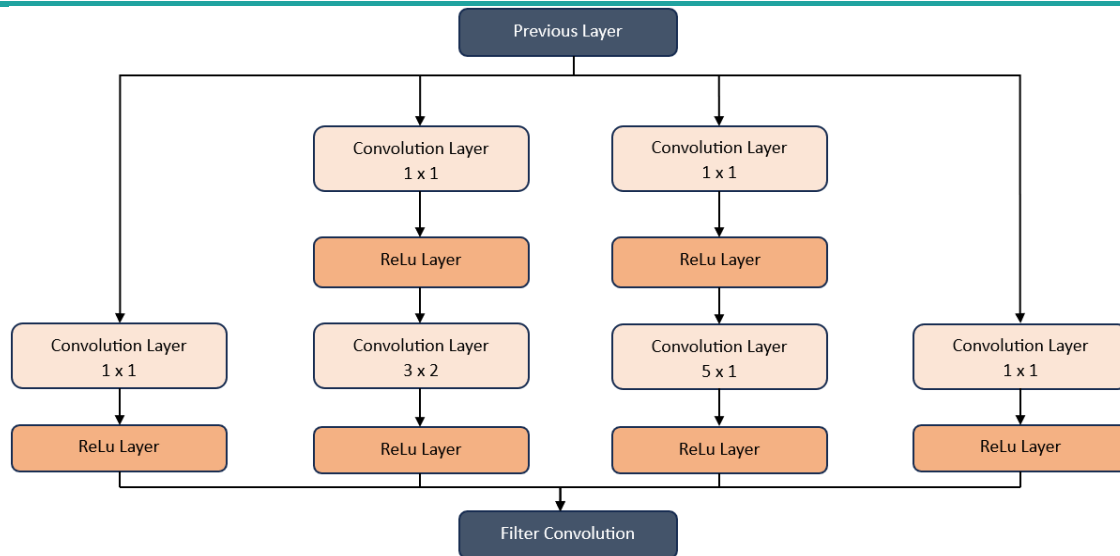 Previous Layer
Convolution Layer
1 x 1
Convolution Layer
1 x 1
ReLu Layer
ReLu Layer
Convolution Layer
1 x 1
Convolution Layer
3 x 2
Convolution Layer
5 x 1
Convolution Layer
1 x 1
ReLu Layer
ReLu Layer
ReLu Layer
ReLu Layer
Filter Convolution